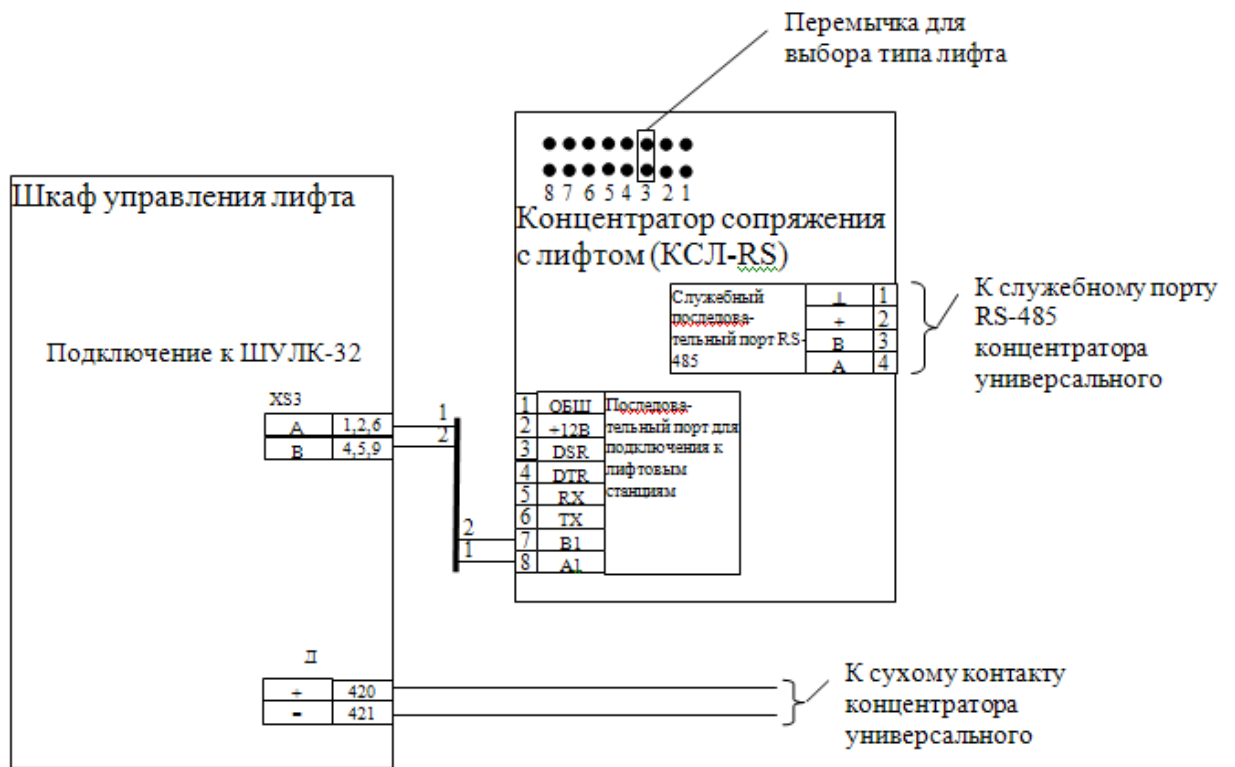 Перемычка для
выбора типа лифта
8 7 6 5 4 3 2 1
Концентратор сопряжения
с лифтом (КСЛ-RS)
Служебный
последова-
тельный порт RS-
485
⊥ 1
+ 2
B 3
A 4
К служебному порту
RS-485
концентратора
универсального
Шкаф управления лифта
Подключение к ШУЛК-32
XS3
A 1,2,6
B 4,5,9
1
2
2
1
1 ОБЩ
2 +12В
3 DSR
4 DTR
5 RX
6 TX
7 B1
8 A1
Последова-
тельный порт для
подключения к
лифтовым
станциям
Д
+ 420
- 421
К сухому контакту
концентратора
универсального